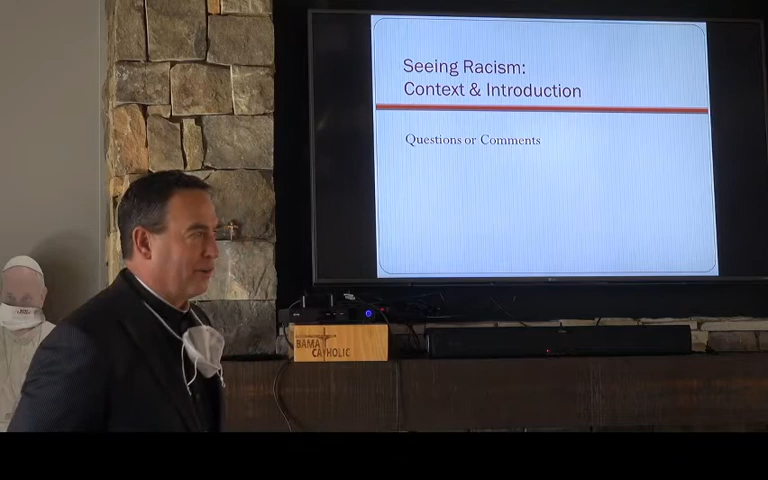 Seeing Racism:
Context & Introduction
Questions or Comments
BAMA
CATHOLIC